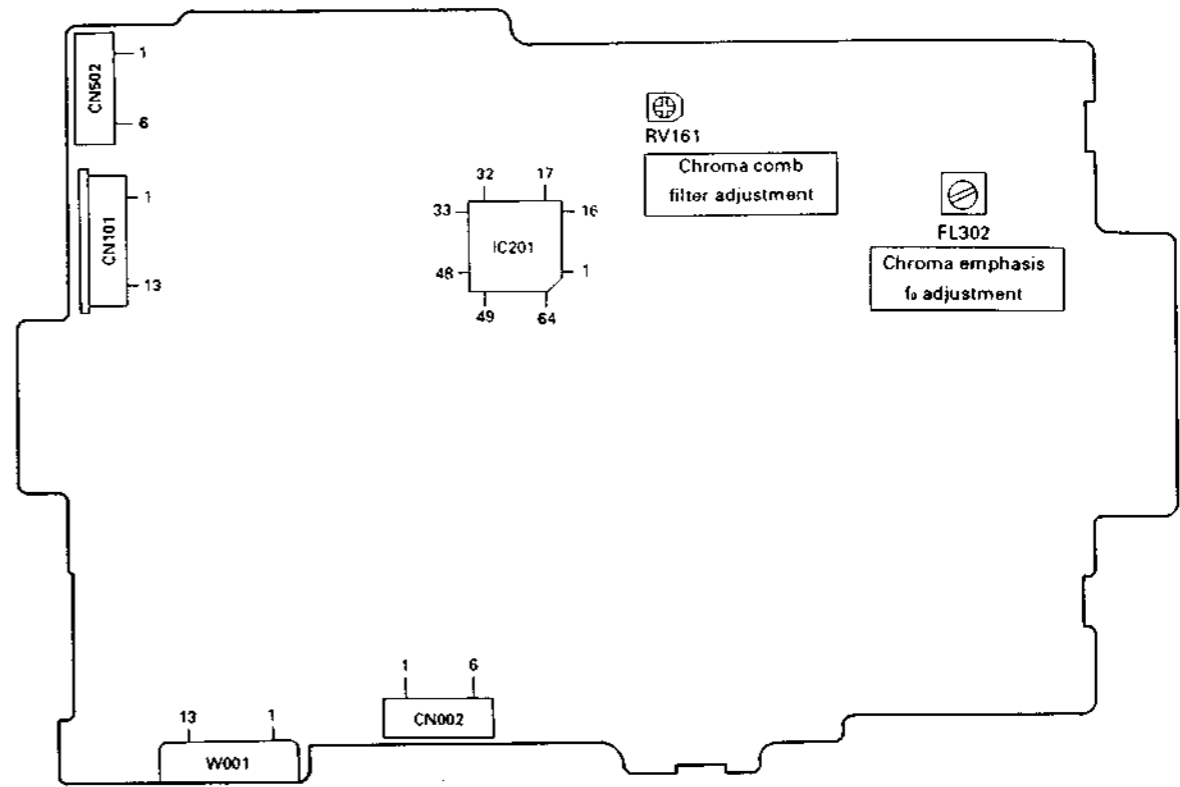 1
CN502
6
RV161
Chroma comb
filter adjustment
32
17
33
16
IC201
48
1
49
64
1
CN101
13
FL302
Chroma emphasis
f₀ adjustment
1
6
CN002
13
1
W001